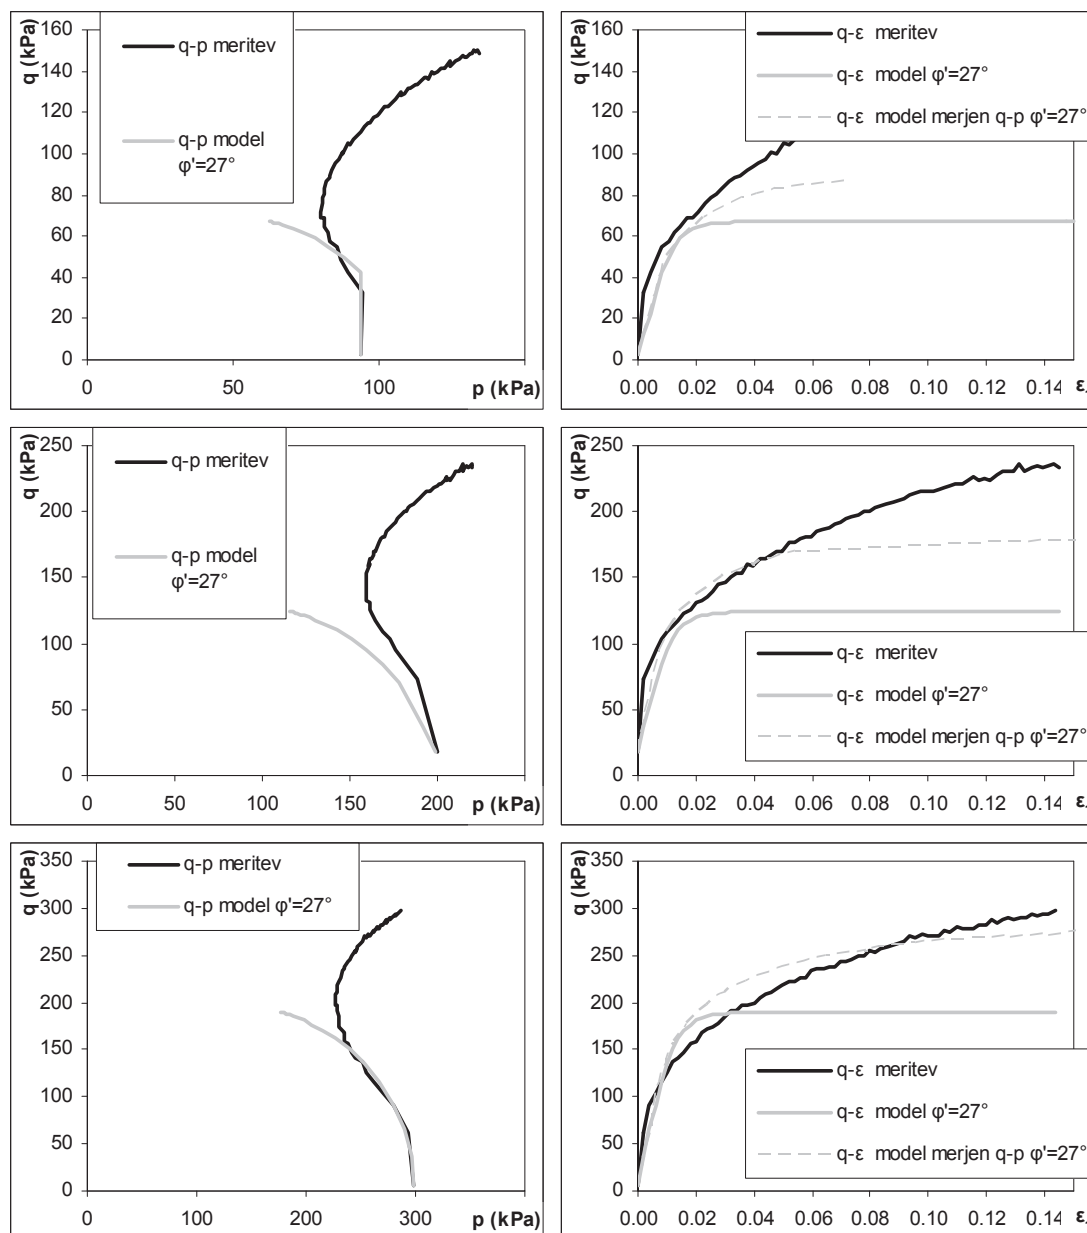 q (kPa)
160
140
120
100
80
60
40
20
0
0
50
100
p (kPa)
q-p meritev
q-p model
φ'=27°
q (kPa)
160
140
120
100
80
60
40
20
0
0.00
0.02
0.04
0.06
0.08
0.10
0.12
0.14
ε
q-ε meritev
q-ε model φ'=27°
q-ε model merjen q-p φ'=27°
q (kPa)
250
200
150
100
50
0
0
50
100
150
200
p (kPa)
q-p meritev
q-p model
φ'=27°
q (kPa)
250
200
150
100
50
0
0.00
0.02
0.04
0.06
0.08
0.10
0.12
0.14
ε
q-ε meritev
q-ε model φ'=27°
q-ε model merjen q-p φ'=27°
q (kPa)
350
300
250
200
150
100
50
0
0
100
200
300
p (kPa)
q-p meritev
q-p model φ'=27°
q (kPa)
350
300
250
200
150
100
50
0
0.00
0.02
0.04
0.06
0.08
0.10
0.12
0.14
ε
q-ε meritev
q-ε model φ'=27°
q-ε model merjen q-p φ'=27°